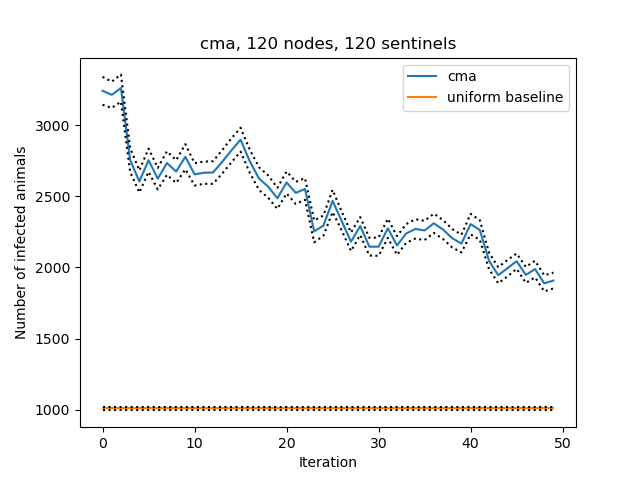 cma, 120 nodes, 120 sentinels
cma
uniform baseline
Number of infected animals
3000
2500
2000
1500
1000
0 10 20 30 40 50
Iteration